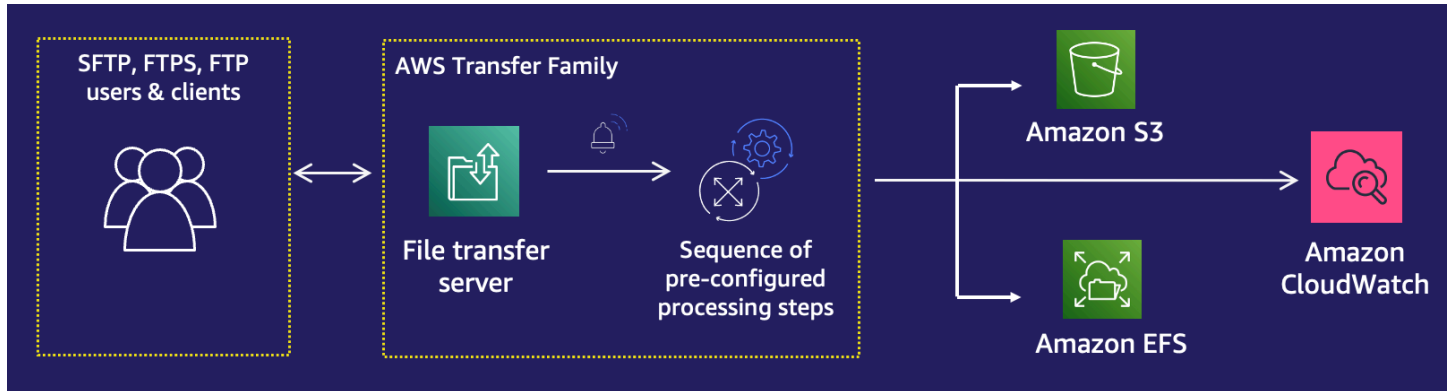 SFTP, FTPS, FTP
users & clients
AWS Transfer Family
File transfer
server
Sequence of
pre-configured
processing steps
Amazon S3
Amazon EFS
Amazon
CloudWatch